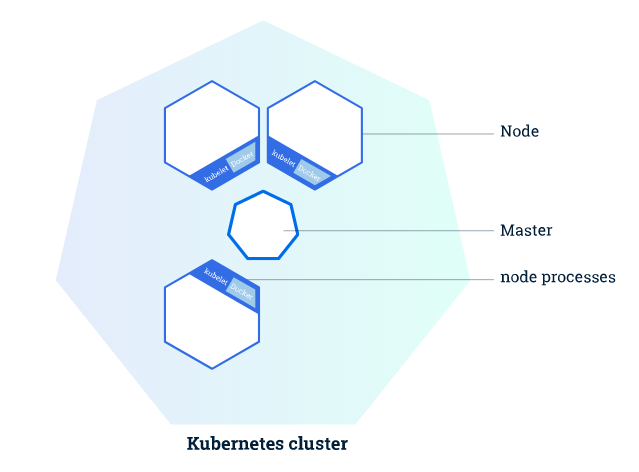 kubelet Docker
kubelet Docker
Node
Master
kubelet Docker
node processes
Kubernetes cluster